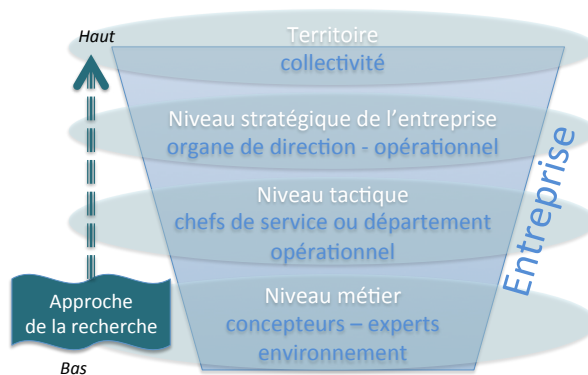 Haut
Territoire
collectivité
Niveau stratégique de l'entreprise
organe de direction - opérationnel
Niveau tactique
chefs de service ou département
opérationnel
Entreprise
Approche
de la recherche
Niveau métier
concepteurs – experts
environnement
Bas